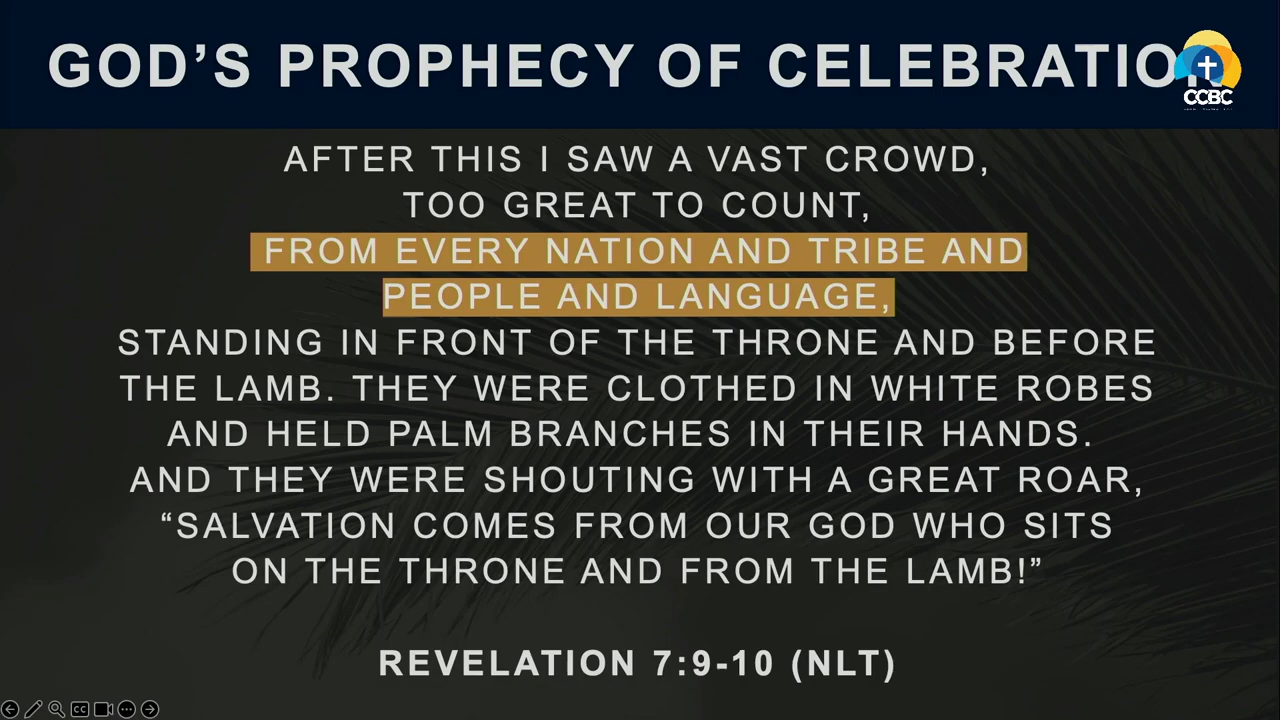 GOD’S PROPHECY OF CELEBRATION
CCBC
AFTER THIS I SAW A VAST CROWD,
TOO GREAT TO COUNT,
FROM EVERY NATION AND TRIBE AND
PEOPLE AND LANGUAGE,
STANDING IN FRONT OF THE THRONE AND BEFORE
THE LAMB. THEY WERE CLOTHED IN WHITE ROBES
AND HELD PALM BRANCHES IN THEIR HANDS.
AND THEY WERE SHOUTING WITH A GREAT ROAR,
“SALVATION COMES FROM OUR GOD WHO SITS
ON THE THRONE AND FROM THE LAMB!”
REVELATION 7:9-10 (NLT)
CC